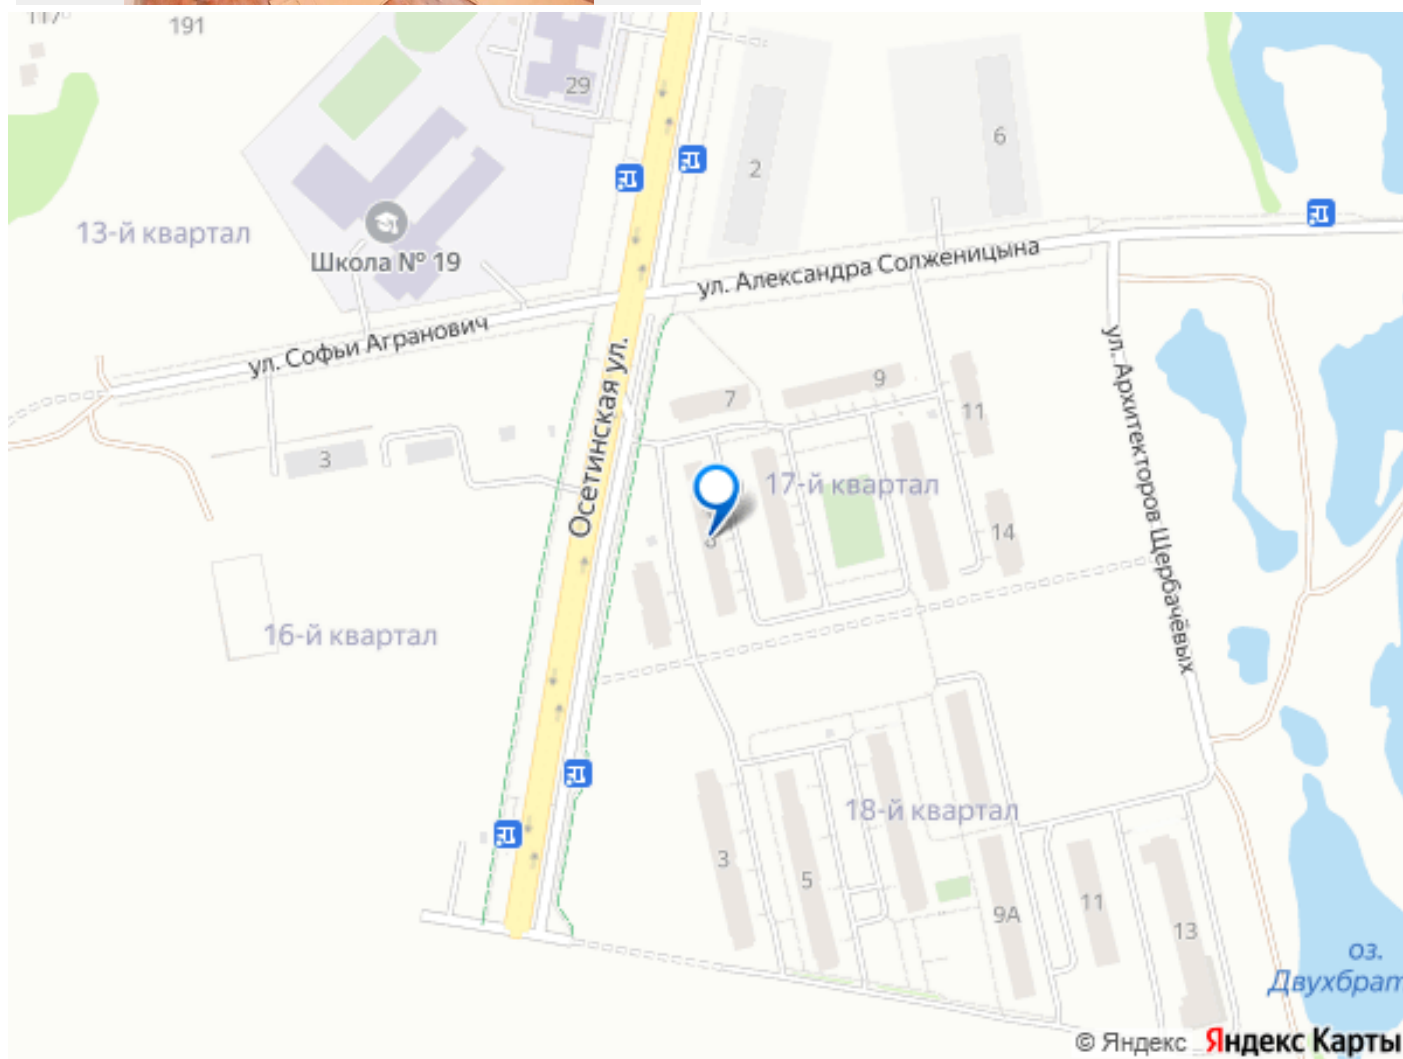 191
29
2
6
13-й квартал
Школа № 19
ул. Александра Солженицына
ул. Софьи Агранович
Осетинская ул.
ул. Архитекторов Щербачёвых
7
9
11
3
17-й квартал
8
14
16-й квартал
18-й квартал
3
5
9А
11
13
оз.
Двухбрат
© Яндекс Яндекс Карты